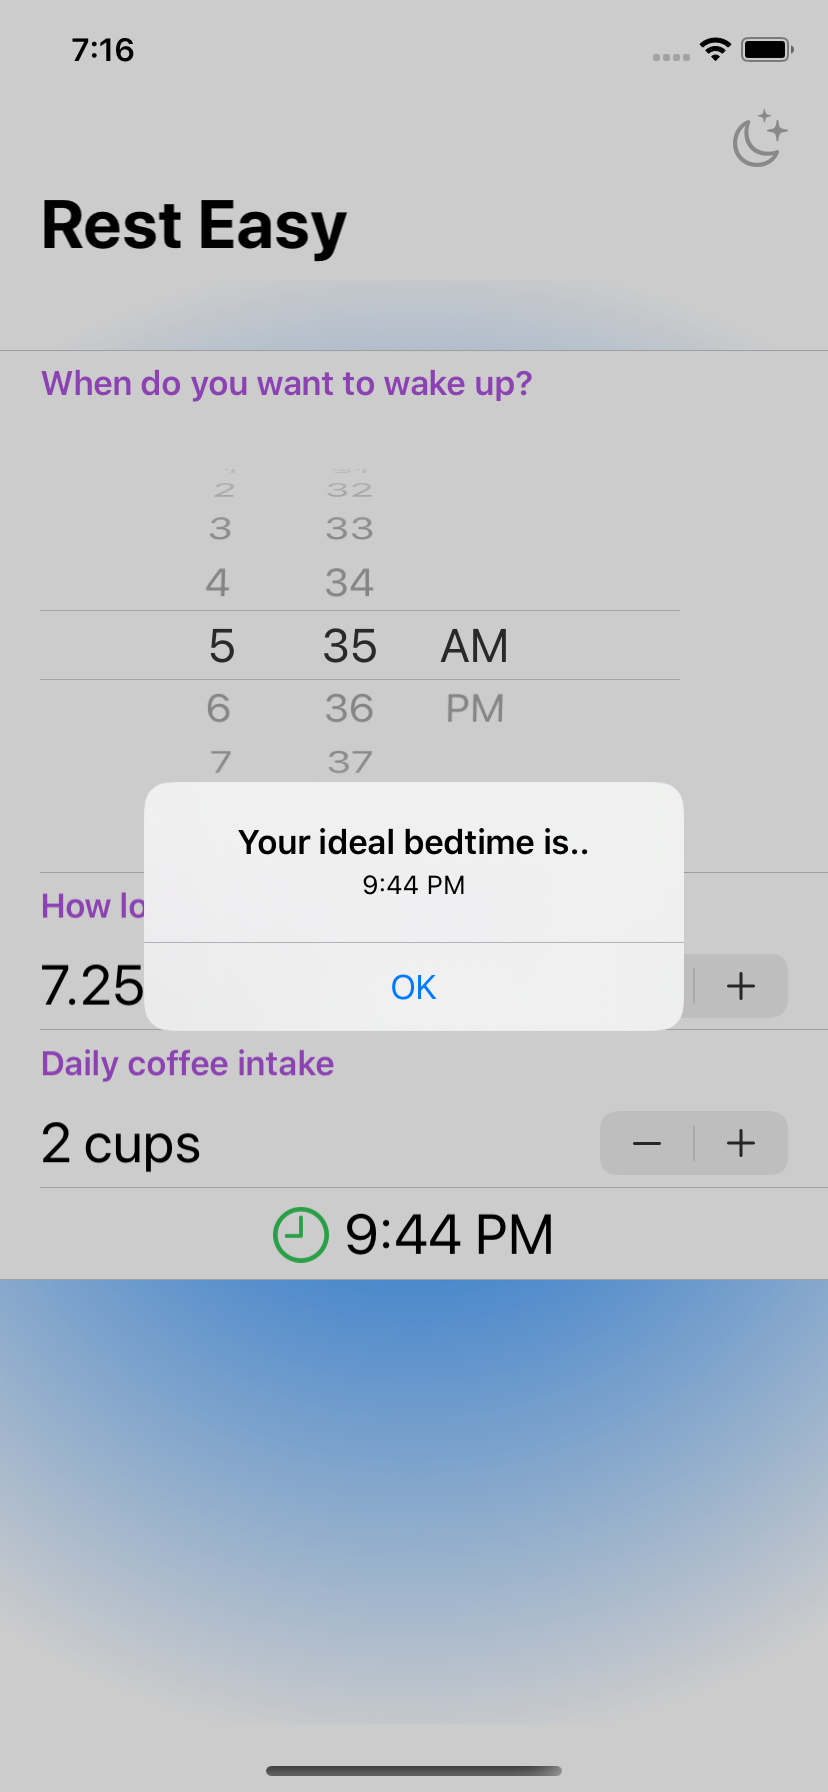 7:16
Rest Easy
When do you want to wake up?
2 32
3 33
4 34
5 35 AM
6 36 PM
7 37
Your ideal bedtime is..
9:44 PM
How lo
7.25
OK
+
Daily coffee intake
2 cups
— +
9:44 PM